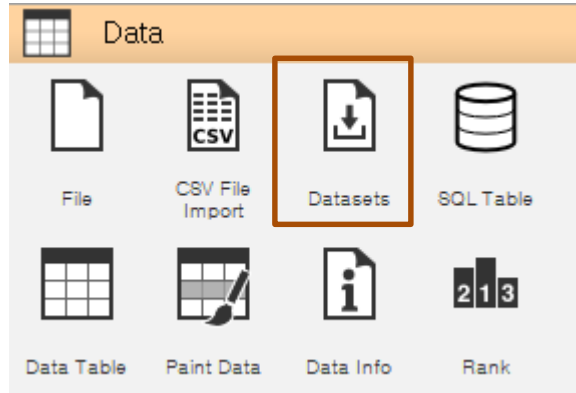 Data
CSV
File
CSV File
Import
Datasets
SQL Table
2 1 3
Data Table
Paint Data
Data Info
Rank